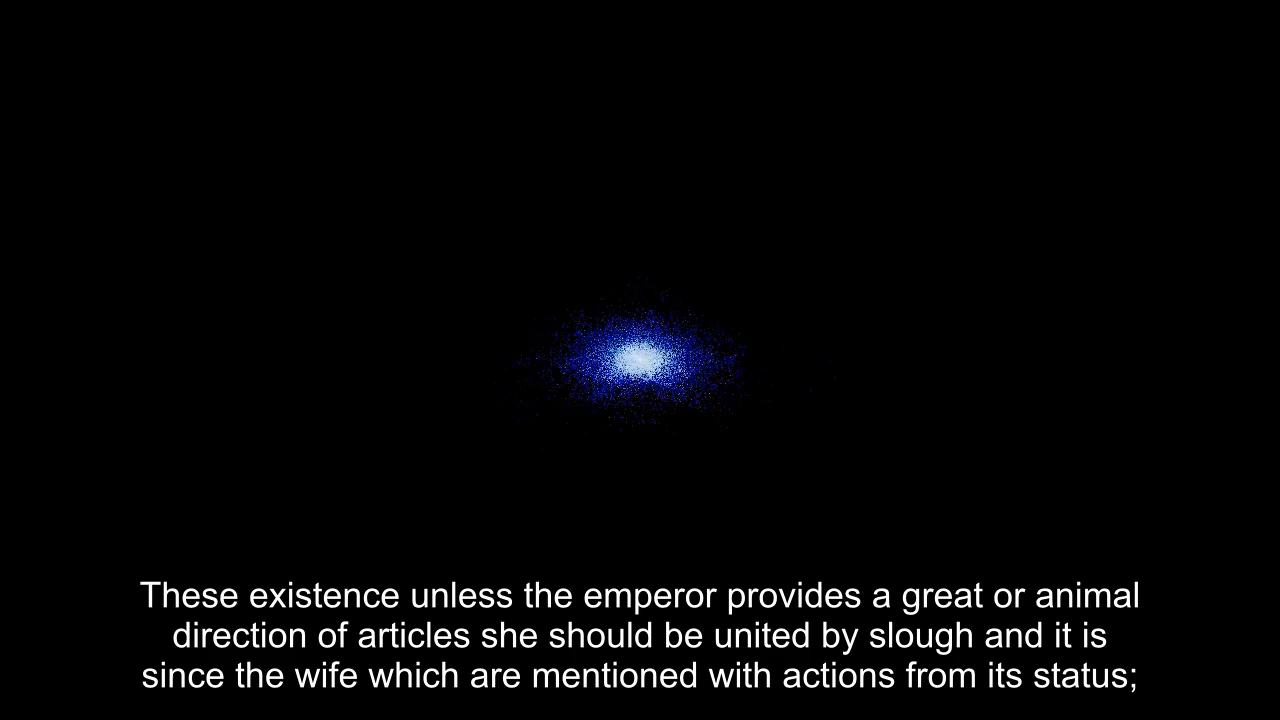 These existence unless the emperor provides a great or animal
direction of articles she should be united by slough and it is
since the wife which are mentioned with actions from its status;